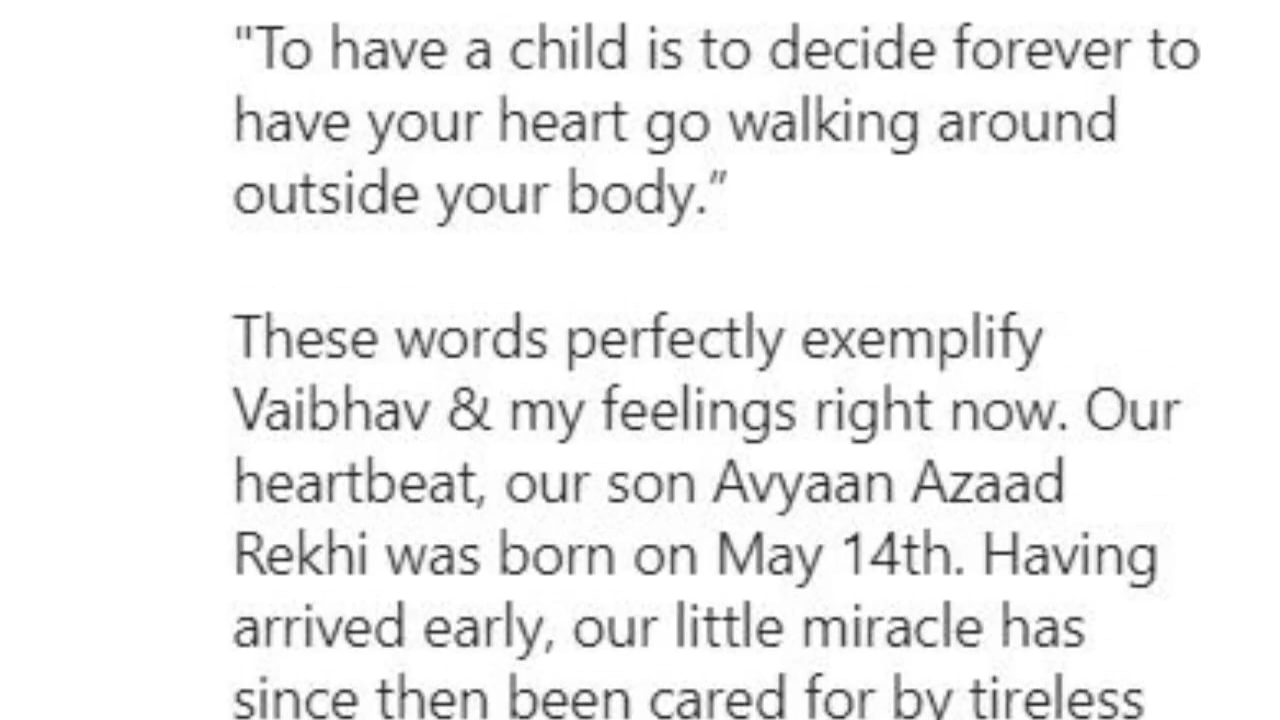 "To have a child is to decide forever to
have your heart go walking around
outside your body.”
These words perfectly exemplify
Vaibhav & my feelings right now. Our
heartbeat, our son Avyaan Azaad
Rekhi was born on May 14th. Having
arrived early, our little miracle has
since then been cared for by tireless